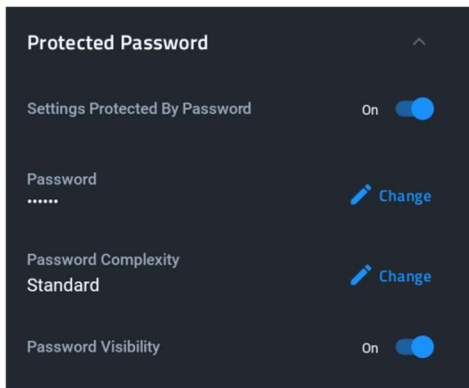 Protected Password
Settings Protected By Password On
Password
••••••
Change
Password Complexity
Standard
Change
Password Visibility On